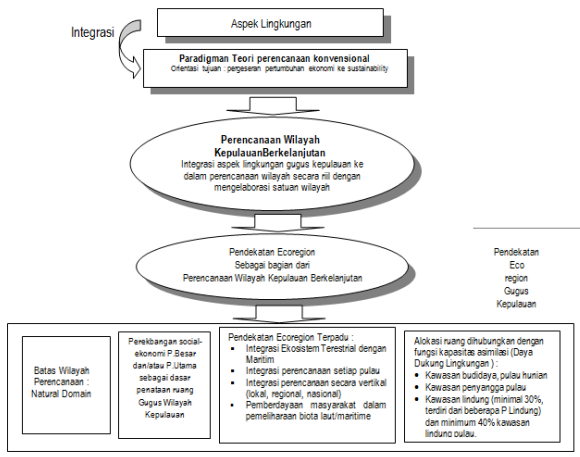 Aspek Lingkungan
Integrasi
Paradigman Teori perencanaan konvensional
Orientasi tujuan : pergeseran pertumbuhan ekonomi ke sustainability
Perencanaan Wilayah
KepulauanBerkelanjutan
Integrasi aspek lingkungan gugus kepulauan ke
dalam perencanaan wilayah secara riil dengan
mengelaborasi satuan wilayah
Pendekatan Ecoregion
Sebagai bagian dari
Perencanaan Wilayah Kepulauan Berkelanjutan
Pendekatan
Eco
region
Gugus
Kepulauan
Batas Wilayah
Perencanaan :
Natural Domain
Perekbangan social-
ekonomi P.Besar
dan/atau P.Utama
sebagai dasar
penataan ruang
Gugus Wilayah
Kepulauan
Pendekatan Ecoregion Terpadu :
▪ Integrasi Ekosistem Terestrial dengan
Maritim
▪ Integrasi perencanaan setiap pulau
▪ Integrasi perencanaan secara vertikal
(lokal, regional, nasional)
▪ Pemberdayaan masyarakat dalam
pemeliharaan biota laut/maritime
Alokasi ruang dihubungkan dengan
fungsi kapasitas asimilasi (Daya
Dukung Lingkungan) :
• Kawasan budidaya, pulau hunian
• Kawasan penyangga pulau
• Kawasan lindung (minimal 30%,
terdiri dari beberapa P Lindung)
dan minimum 40% kawasan
lindung pulau.